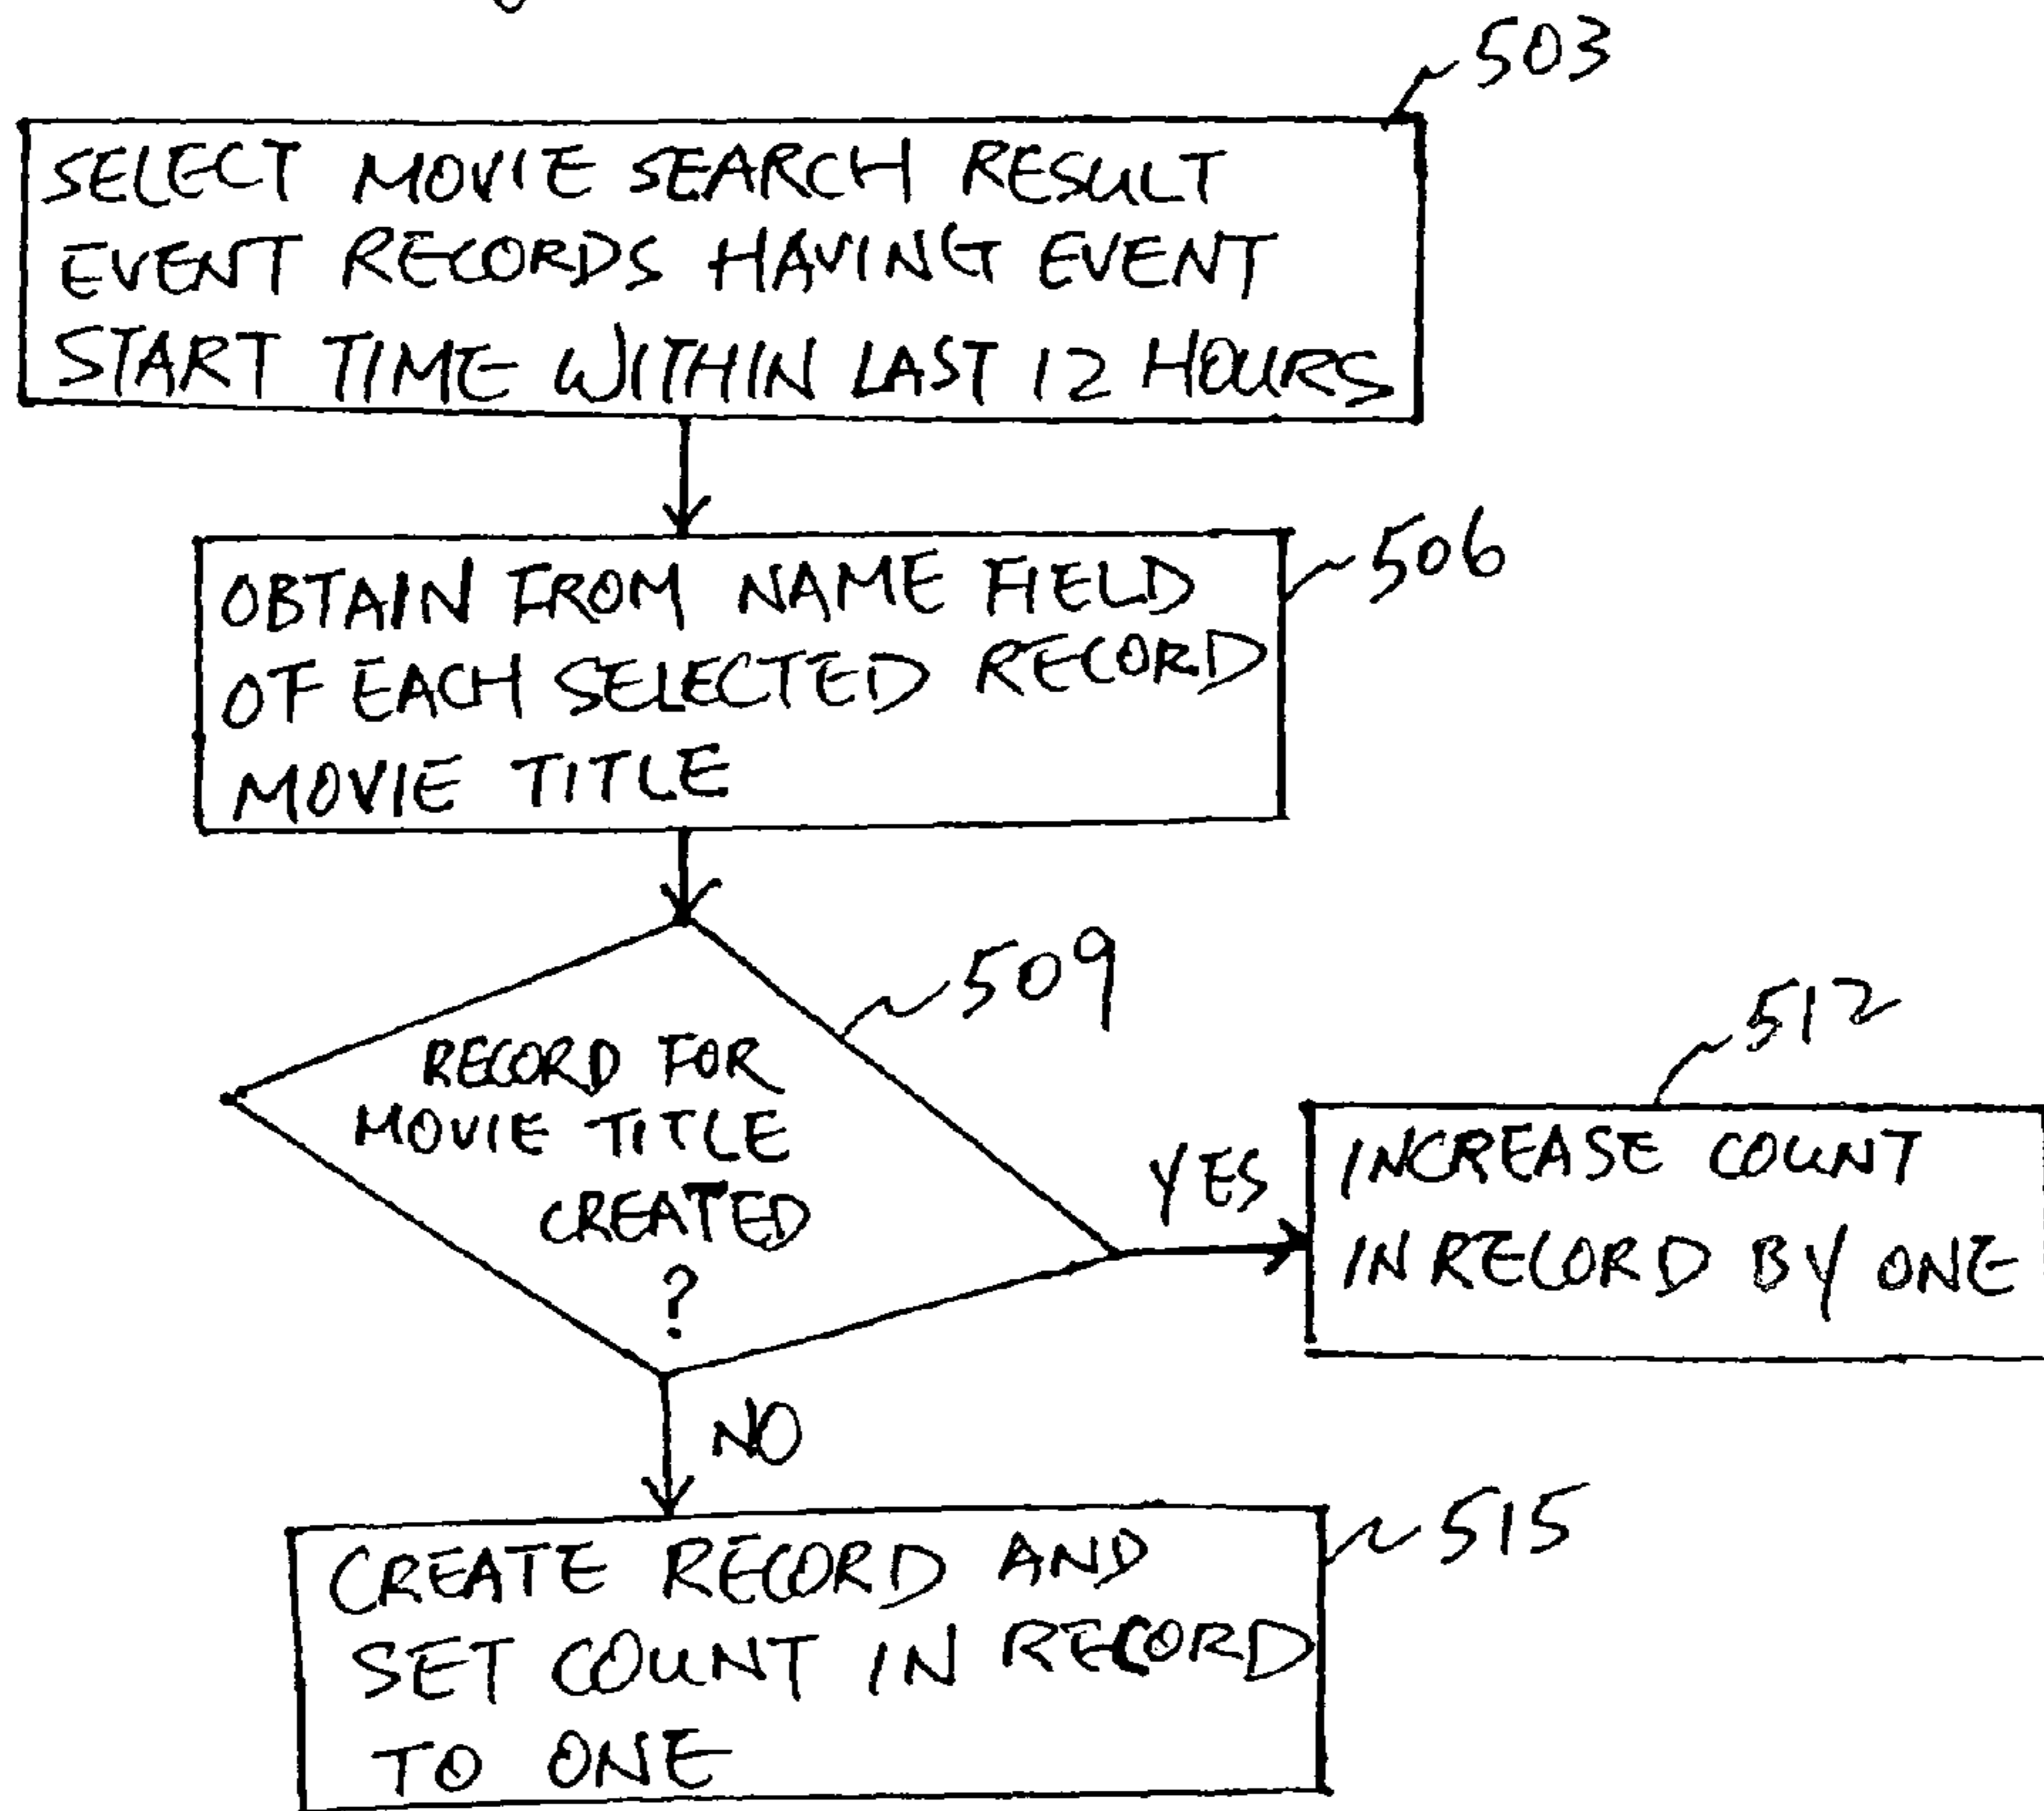 503
SELECT MOVIE SEARCH RESULT
EVENT RECORDS HAVING EVENT
START TIME WITHIN LAST 12 HOURS
506
OBTAIN FROM NAME FIELD
OF EACH SELECTED RECORD
MOVIE TITLE
509
RECORD FOR
MOVIE TITLE
CREATED
?
YES
512
INCREASE COUNT
IN RECORD BY ONE
NO
515
CREATE RECORD AND
SET COUNT IN RECORD
TO ONE